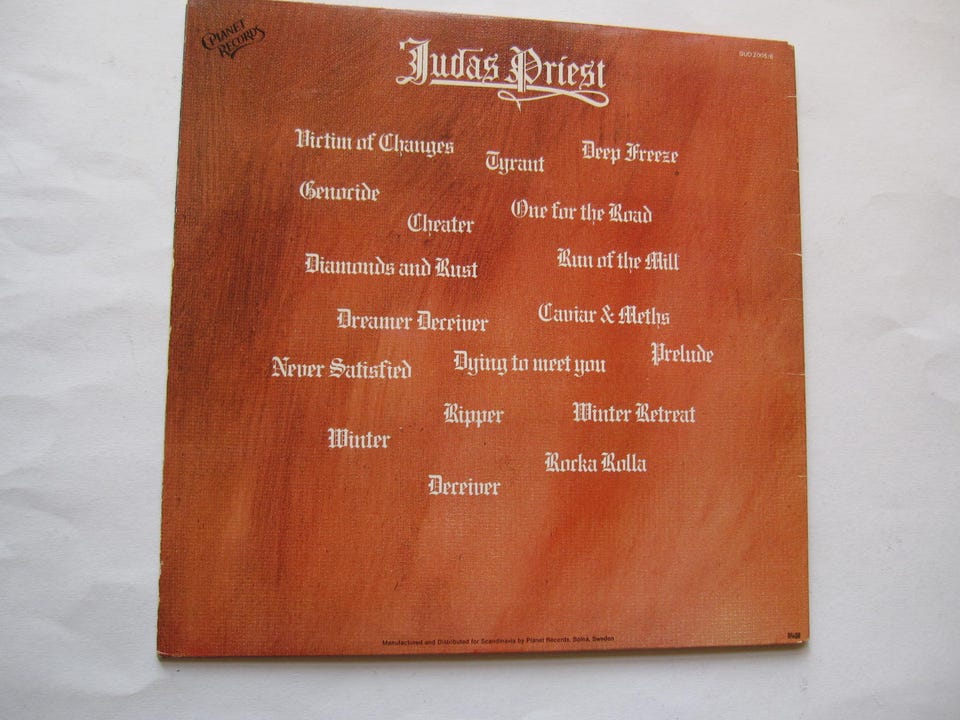 PLANET RECORDS
Judas Priest
Victim of Changes
Tyrant
Deep Freeze
Genocide
Cheater
One for the Road
Diamonds and Rust
Run of the Mill
Dreamer Deceiver
Caviar & Meths
Never Satisfied
Dying to meet you
Prelude
Ripper
Winter Retreat
Winter
Rocka Rolla
Deceiver
Manufactured and Distributed for Scandinavia by Planet Records, Solna, Sweden